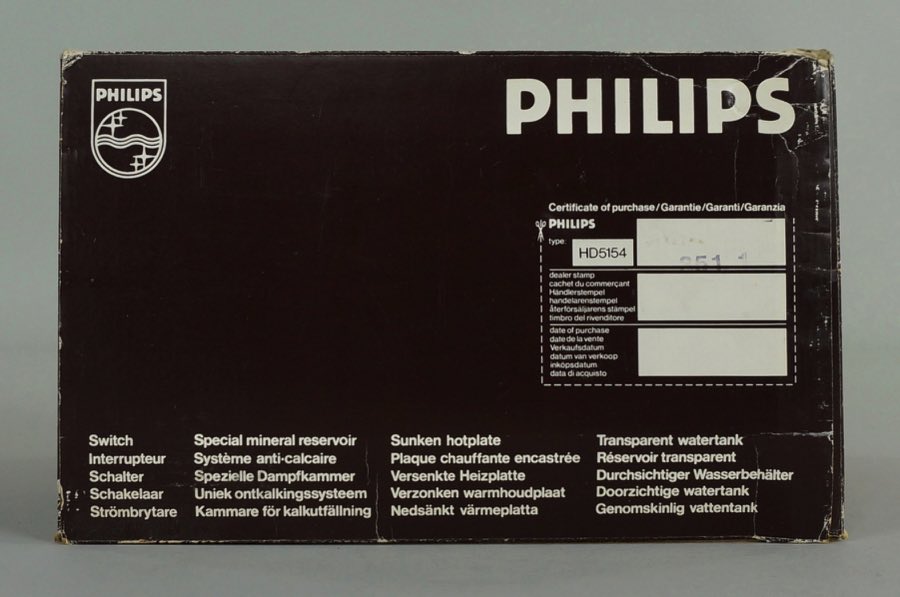 PHILIPS
PHILIPS
Certificate of purchase/Garantie/Garanti/Garanzia
PHILIPS
type:
HD5154
dealer stamp
cachet du commerçant
Händlerstempel
handelarenstempel
återförsäljarens stämpel
timbro del rivenditore
date of purchase
date de la vente
Verkaufsdatum
datum van verkoop
inköpsdatum
data di acquisto
Switch
Interrupteur
Schalter
Schakelaar
Strömbrytare
Special mineral reservoir
Système anti-calcaire
Spezielle Dampfkammer
Uniek ontkalkingssysteem
Kammare för kalkutfällning
Sunken hotplate
Plaque chauffante encastrée
Versenkte Heizplatte
Verzonken warmhoudplaat
Nedsänkt värmeplatta
Transparent watertank
Réservoir transparent
Durchsichtiger Wasserbehälter
Doorzichtige watertank
Genomskinlig vattentank